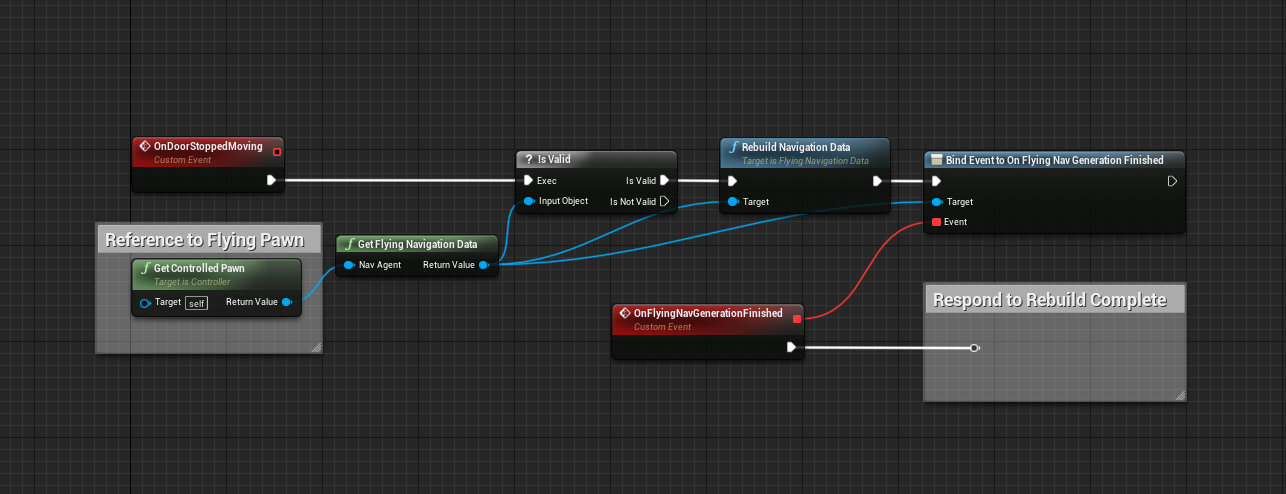 OnDoorStoppedMoving
Custom Event
? Is Valid
Exec Is Valid
Input Object Is Not Valid
f Rebuild Navigation Data
Target is Flying Navigation Data
Target
Bind Event to On Flying Nav Generation Finished
Target
Event
Reference to Flying Pawn
f Get Controlled Pawn
Target is Controller
Target self Return Value
f Get Flying Navigation Data
Nav Agent Return Value
OnFlyingNavGenerationFinished
Custom Event
Respond to Rebuild Complete